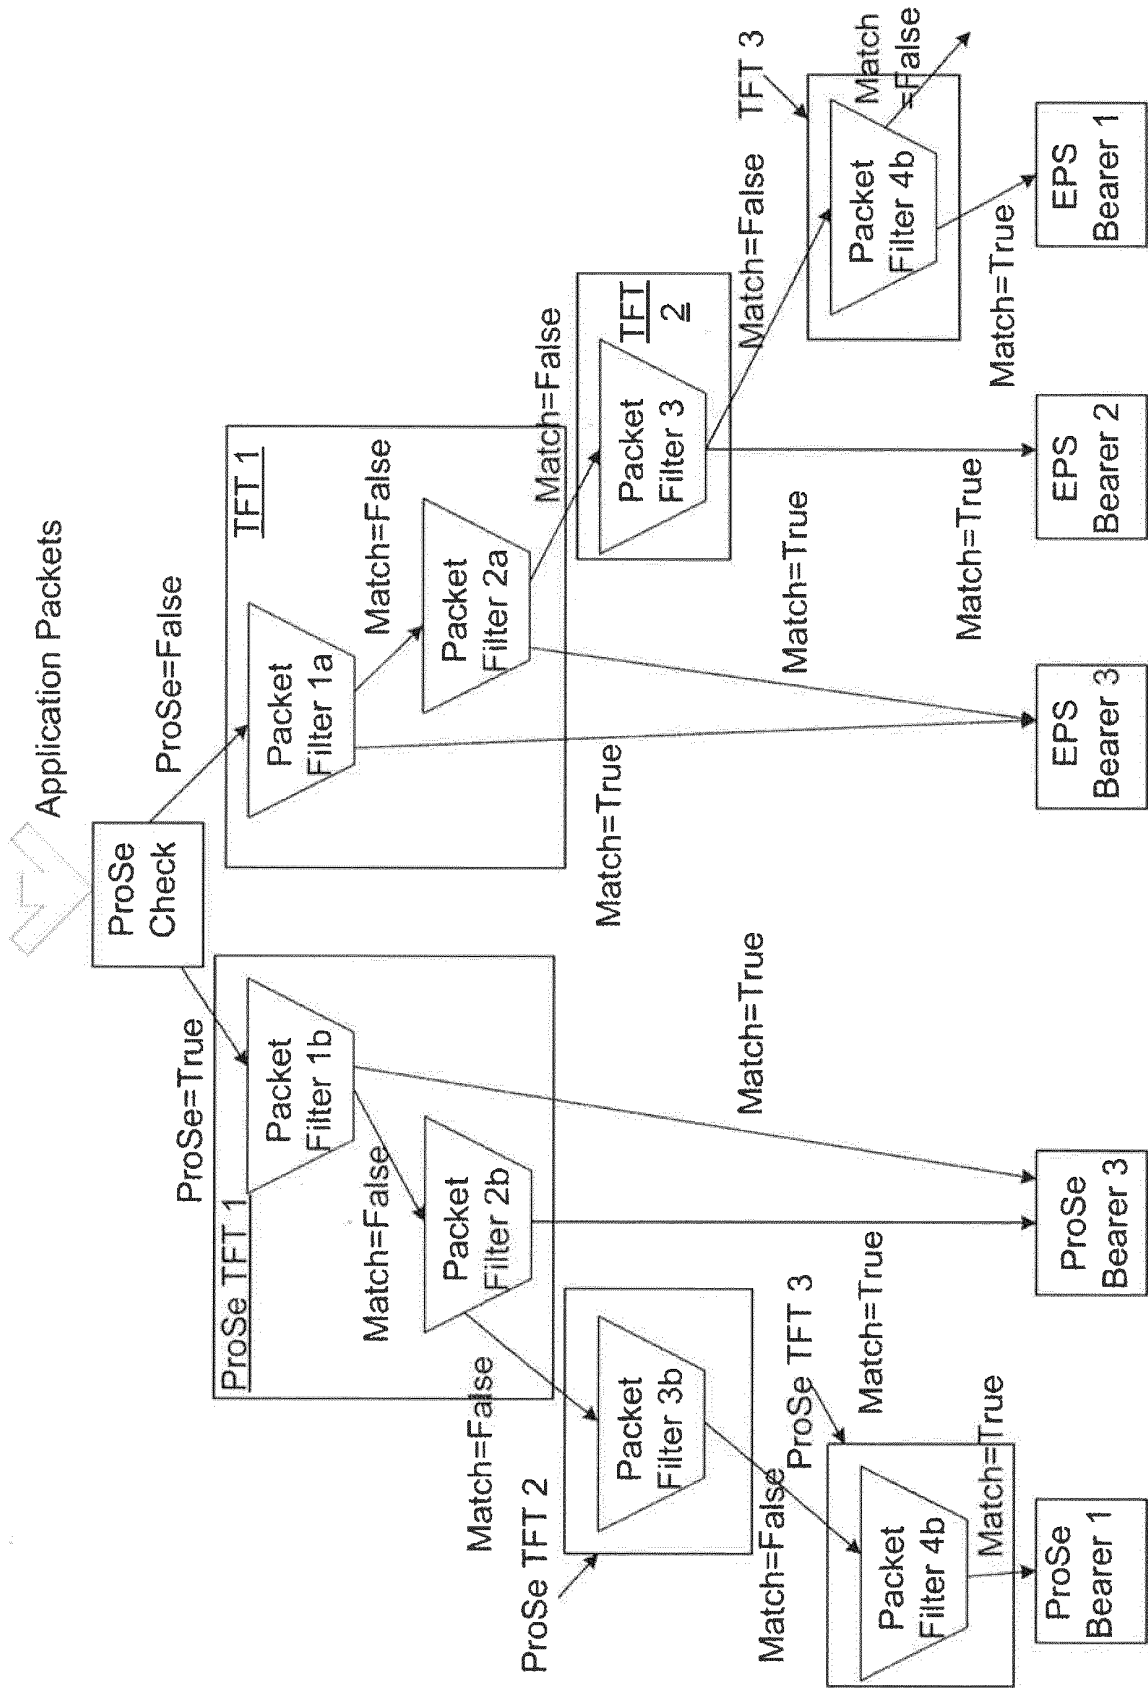 Application Packets
ProSe
Check
ProSe=True
ProSe=False
ProSe TFT 1
Packet
Filter 1b
Match=False
Packet
Filter 2b
Match=False
Match=True
ProSe TFT 2
Packet
Filter 3b
Match=False
ProSe TFT 3
Match=True
Packet
Filter 4b
Match=True
ProSe
Bearer 1
ProSe
Bearer 3
TFT 1
Packet
Filter 1a
Match=False
Packet
Filter 2a
Match=False
Match=True
Match=True
TFT
2
Packet
Filter 3
Match=False
Match=True
TFT 3
Packet
Filter 4b
Match
=False
Match=True
EPS
Bearer 3
EPS
Bearer 2
EPS
Bearer 1